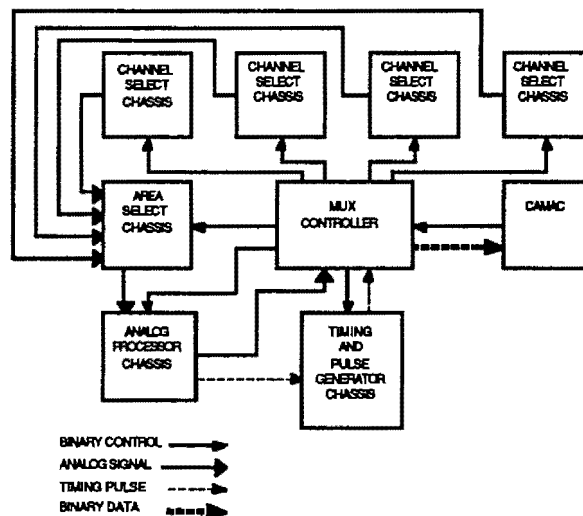 CHANNEL
SELECT
CHASSIS
CHANNEL
SELECT
CHASSIS
CHANNEL
SELECT
CHASSIS
CHANNEL
SELECT
CHASSIS
AREA
SELECT
CHASSIS
MUX
CONTROLLER
CAMAC
ANALOG
PROCESSOR
CHASSIS
TIMING
AND
PULSE
GENERATOR
CHASSIS
BINARY CONTROL
ANALOG SIGNAL
TIMING PULSE
BINARY DATA